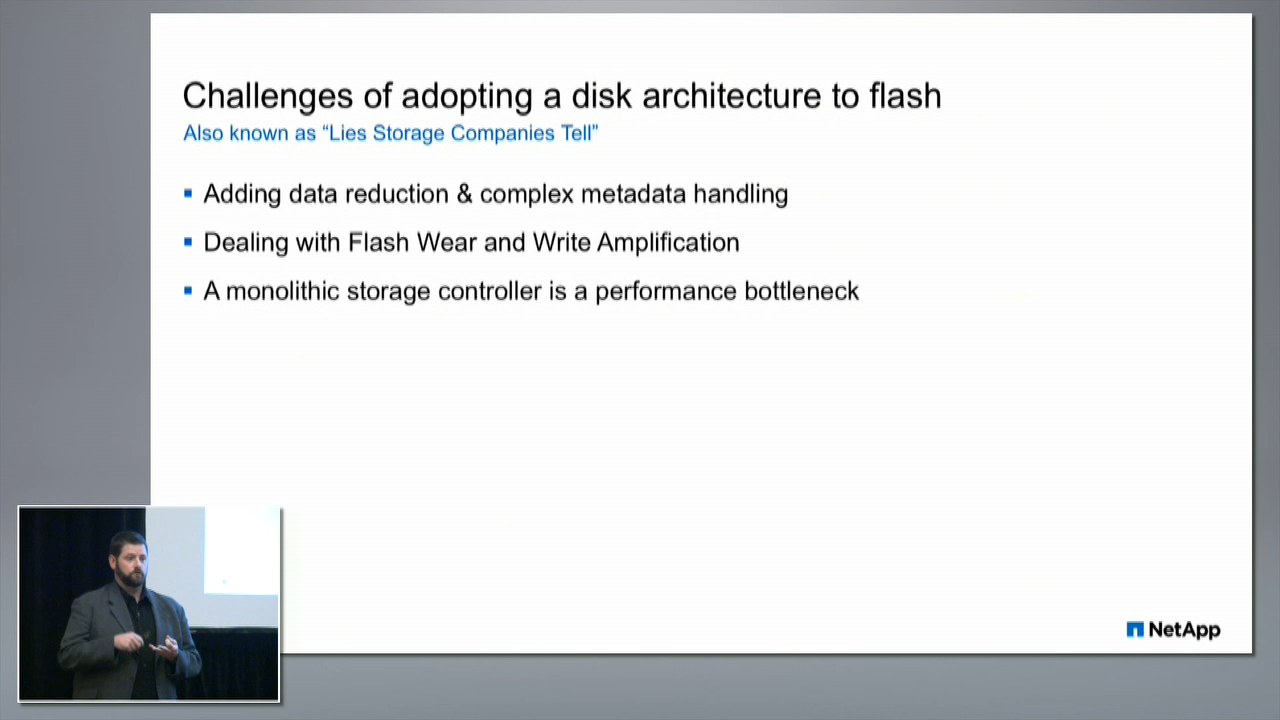 Challenges of adopting a disk architecture to flash
Also known as “Lies Storage Companies Tell”
▪ Adding data reduction & complex metadata handling
▪ Dealing with Flash Wear and Write Amplification
▪ A monolithic storage controller is a performance bottleneck
NetApp